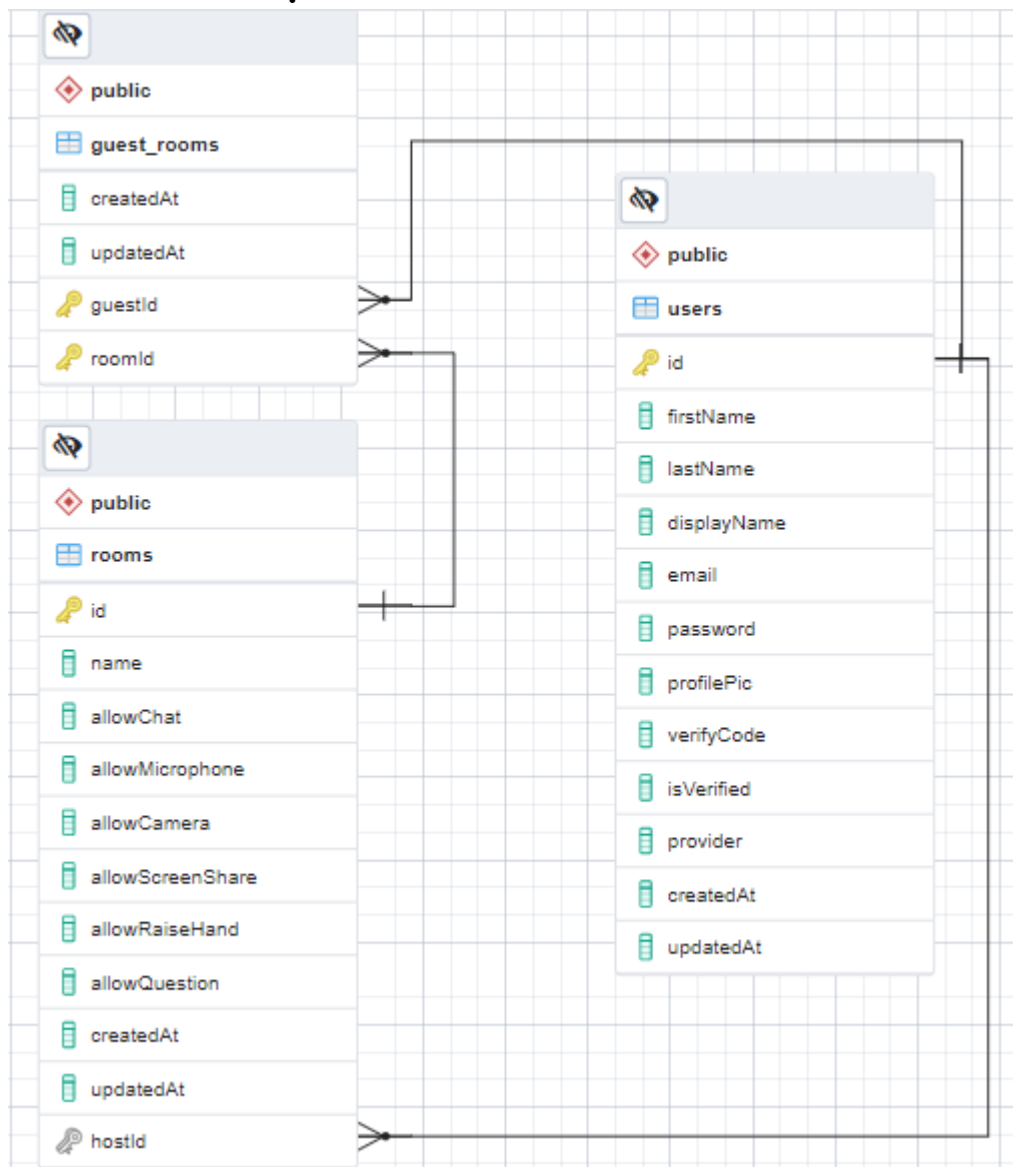 public
guest_rooms
createdAt
updatedAt
guestId
roomId
public
rooms
id
name
allowChat
allowMicrophone
allowCamera
allowScreenShare
allowRaiseHand
allowQuestion
createdAt
updatedAt
hostId
public
users
id
firstName
lastName
displayName
email
password
profilePic
verifyCode
isVerified
provider
createdAt
updatedAt